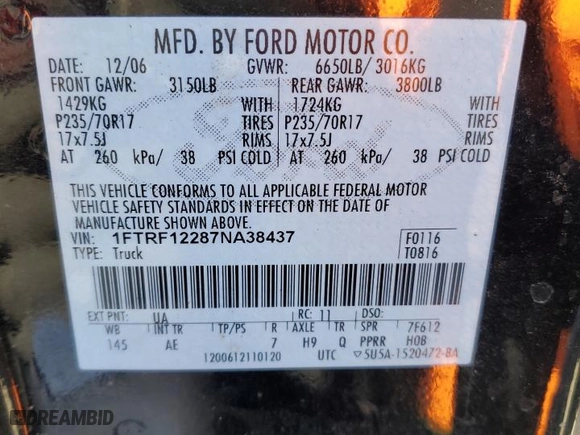 MFD. BY FORD MOTOR CO.
DATE: 12/06 GVWR: 6650LB/ 3016KG
FRONT GAWR: 3150LB REAR GAWR: 3800LB
1429KG WITH 1724KG WITH
P235/70R17 TIRES P235/70R17 TIRES
17x7.5J RIMS 17x7.5J RIMS
AT 260 kPa/ 38 PSI COLD AT 260 kPa/ 38 PSI COLD
THIS VEHICLE CONFORMS TO ALL APPLICABLE FEDERAL MOTOR
VEHICLE SAFETY STANDARDS IN EFFECT ON THE DATE OF
MANUFACTURE SHOWN ABOVE.
VIN: 1FTRF12287NA38437 F0116
TYPE: Truck T0816
EXT PNT: UA RC: 11 DSO:
WB INT TR TP/PS R AXLE TR SPR 7F612
145 AE 7 H9 Q PPRR H0B
1200612110120 UTC ▽5U5A-1520472-BA
DREAMBID